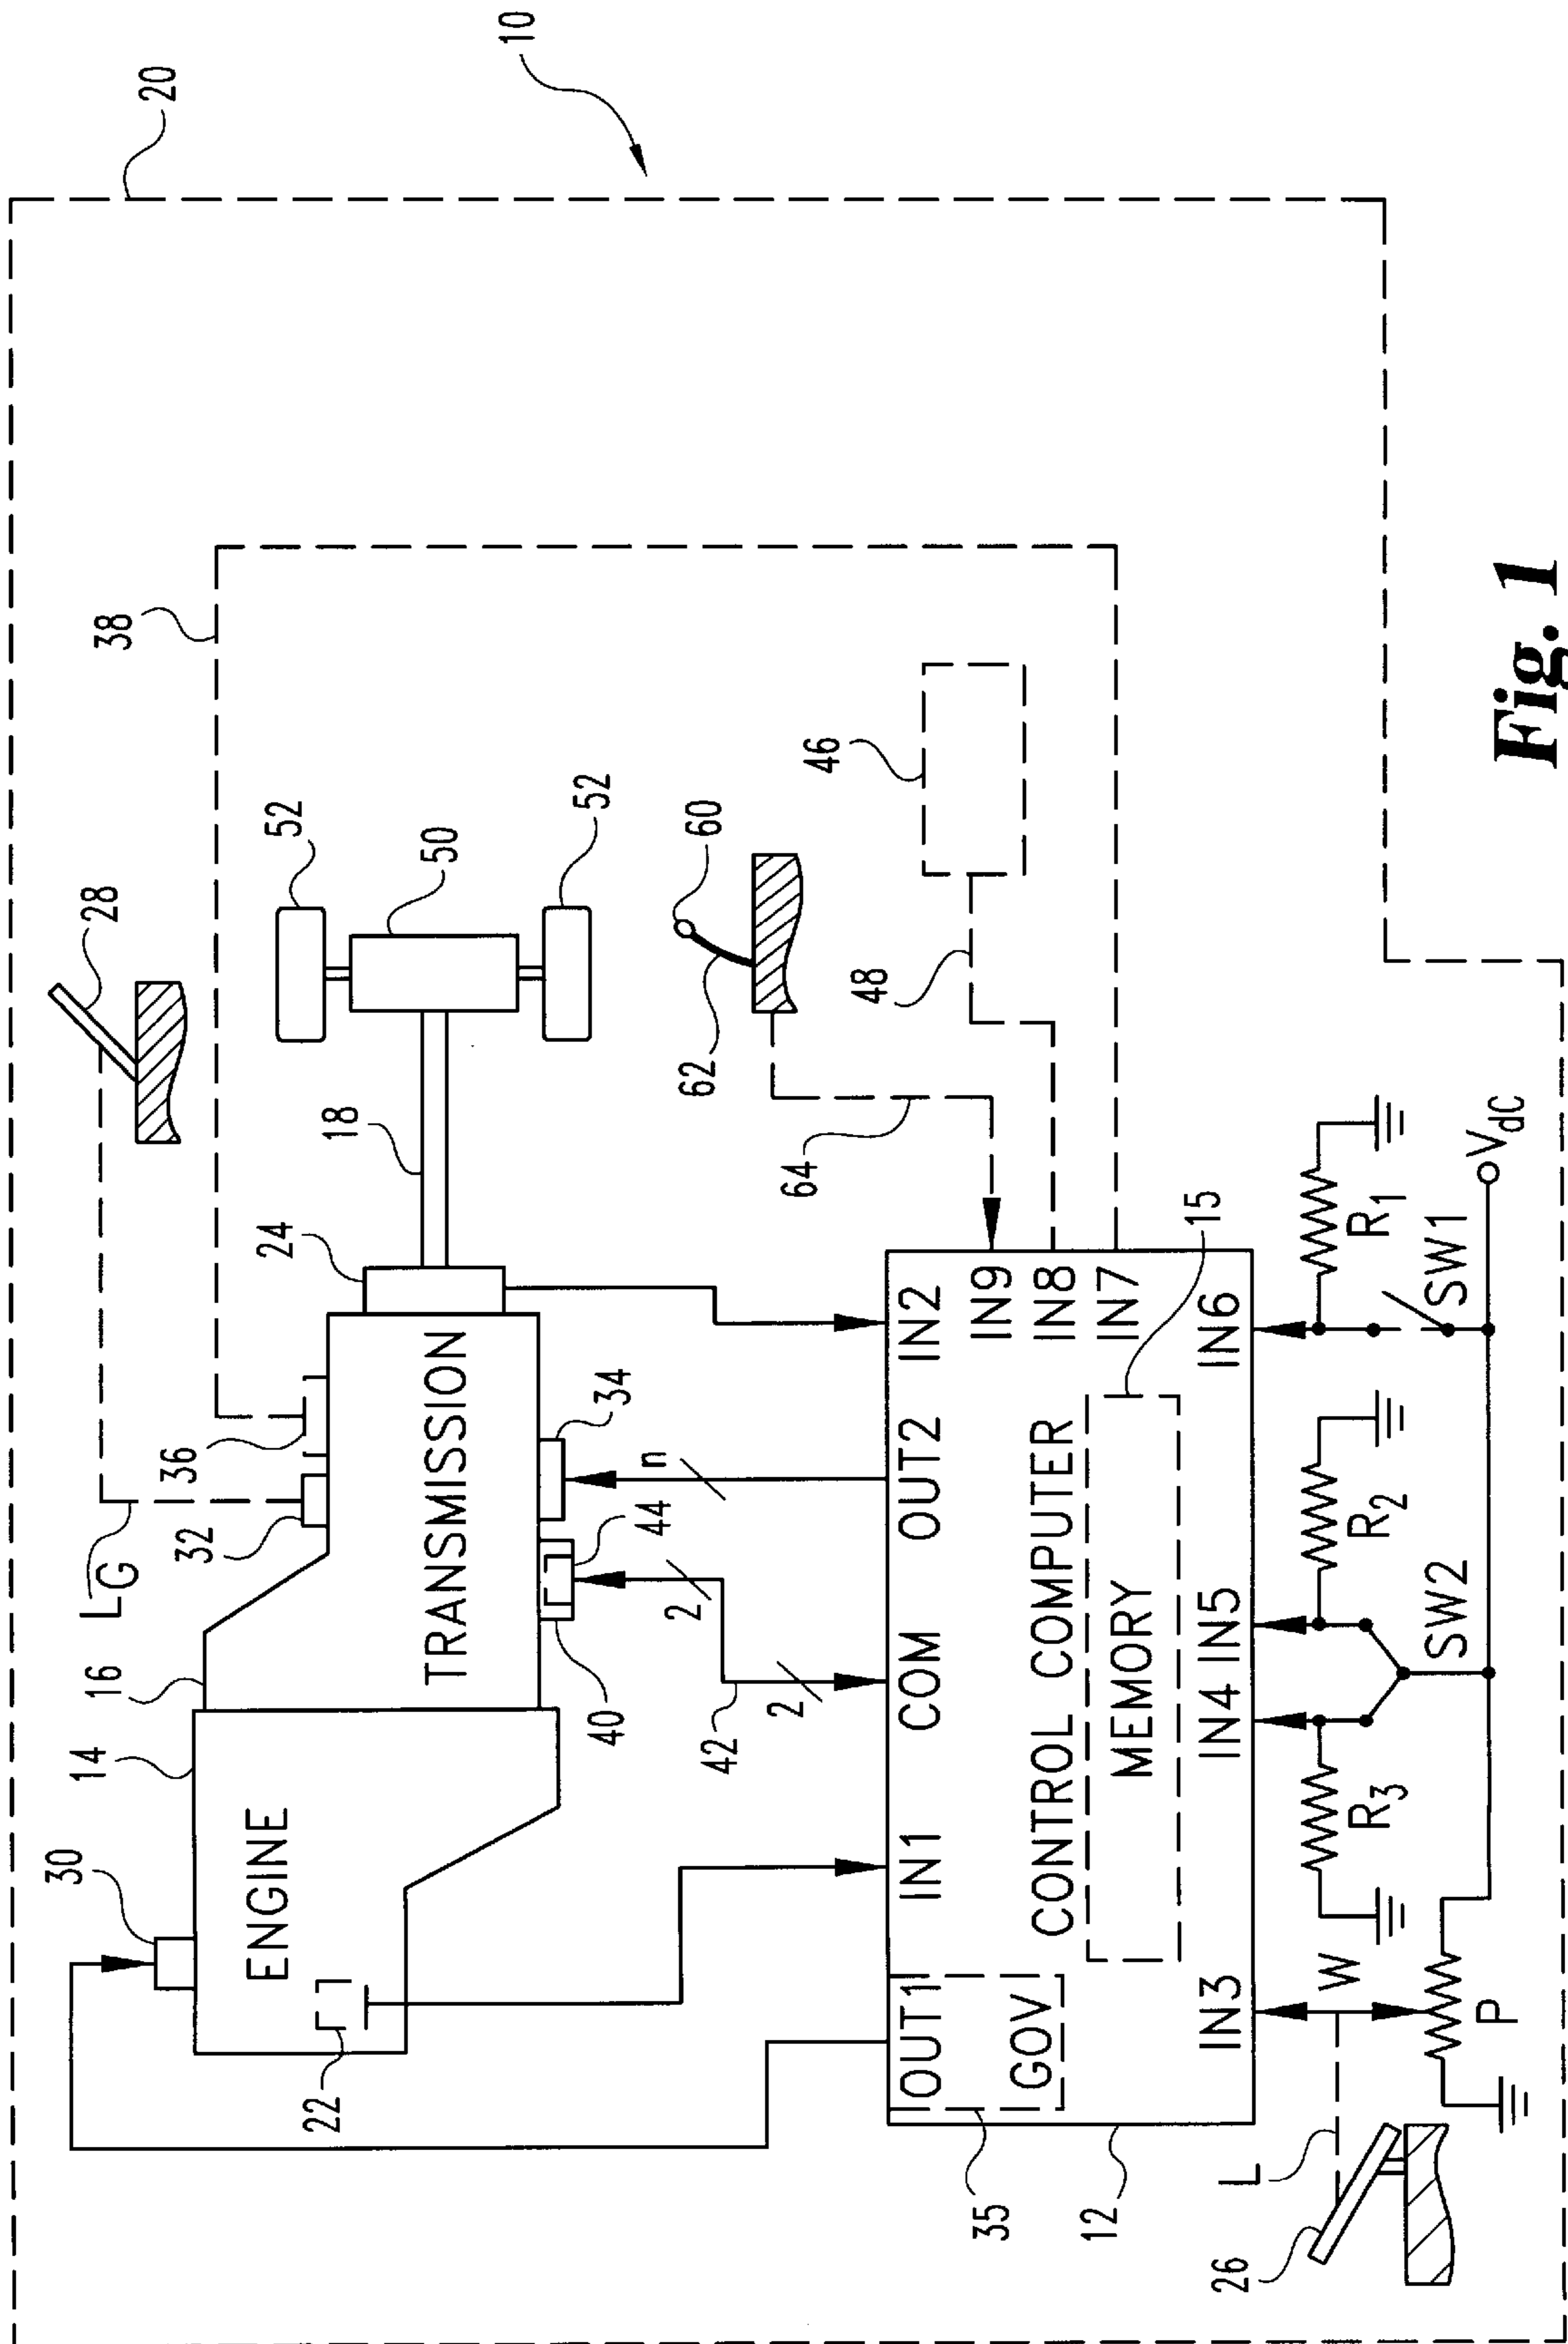 20
10
30
14
16
L_G
32
36
28
38
ENGINE
22
TRANSMISSION
24
18
52
50
52
40
44
34
42
2
2
n
60
62
64
46
48
OUT1
IN1
COM
OUT2
IN2
GOV
IN9
IN8
IN7
CONTROL COMPUTER
MEMORY
15
35
12
IN3
IN4
IN5
IN6
L
W
26
P
R3
R2
R1
SW2
SW1
VdC
Fig. 1